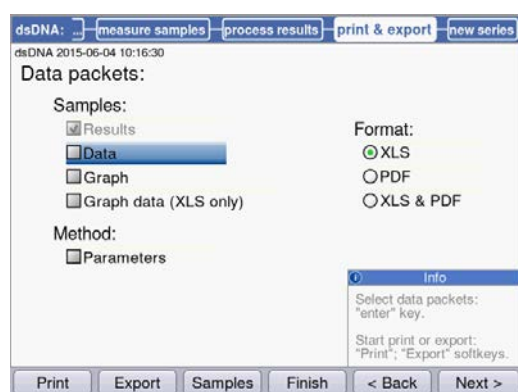 dsDNA: ... measure samples process results print & export new series
dsDNA 2015-06-04 10:16:30
Data packets:
Samples:
Results
Data
Graph
Graph data (XLS only)
Method:
Parameters
Format:
XLS
PDF
XLS & PDF
Info
Select data packets:
"enter" key.
Start print or export:
"Print"; "Export" softkeys.
Print Export Samples Finish < Back Next >